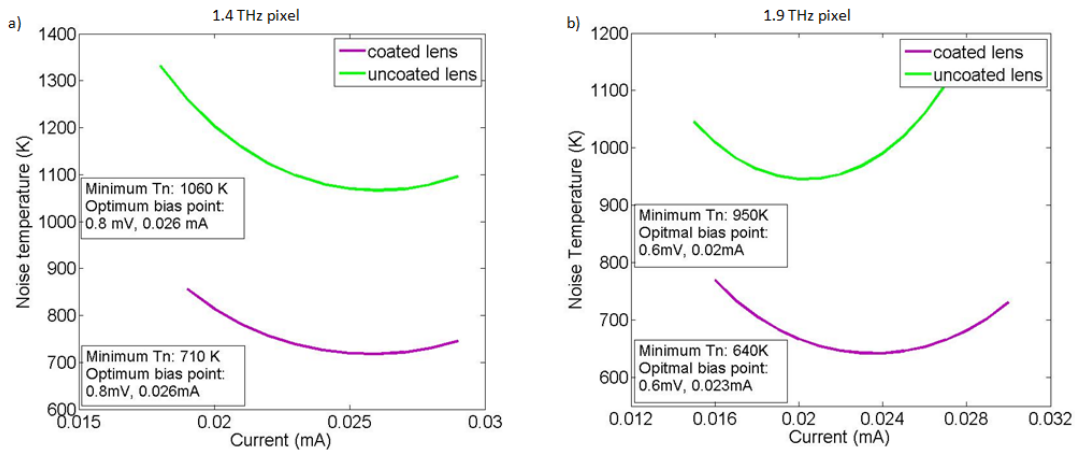 a)
1.4 THz pixel
1400
1300
1200
1100
1000
900
800
700
600
0.015
0.02
0.025
0.03
Noise temperature (K)
Current (mA)
coated lens
uncoated lens
Minimum Tn: 1060 K
Optimum bias point:
0.8 mV, 0.026 mA
Minimum Tn: 710 K
Optimum bias point:
0.8mV, 0.026mA
b)
1.9 THz pixel
1200
1100
1000
900
800
700
600
0.012
0.016
0.02
0.024
0.028
0.032
Noise Temperature (K)
Current (mA)
coated lens
uncoated lens
Minimum Tn: 950K
Opitmal bias point:
0.6mV, 0.02mA
Minimum Tn: 640K
Opitmal bias point:
0.6mV, 0.023mA